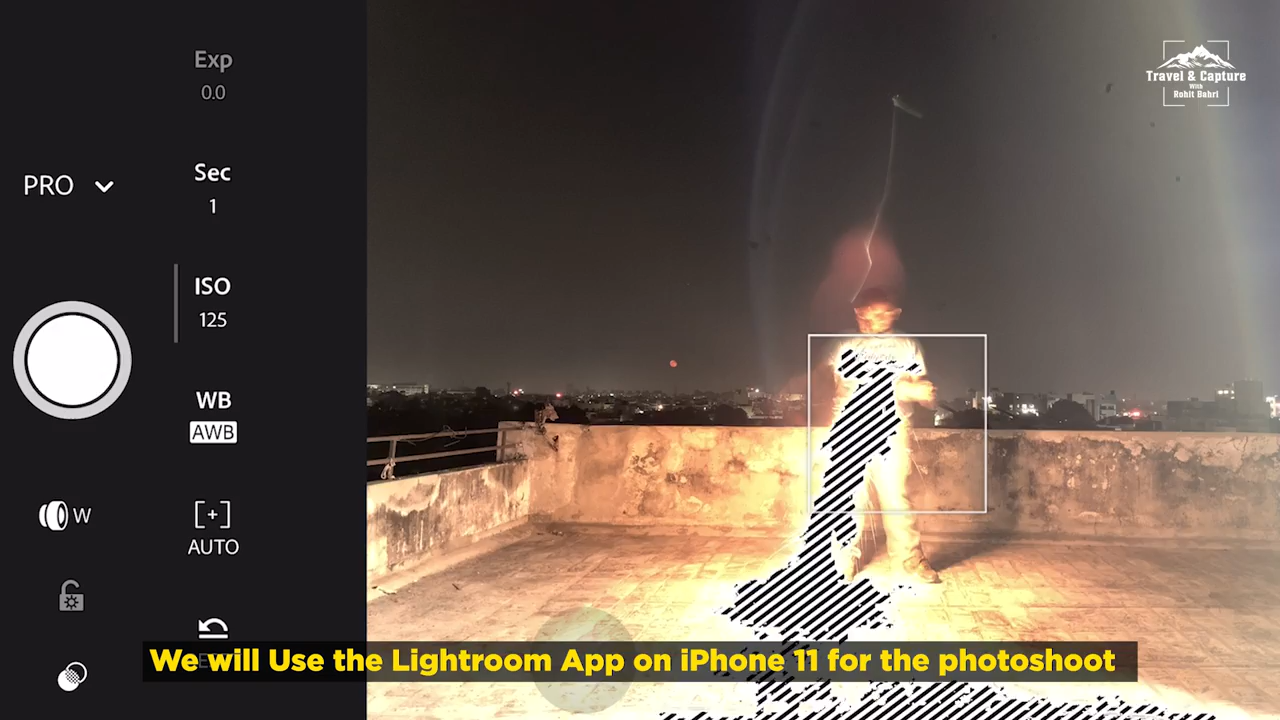 Exp
0.0
Sec
1
PRO
ISO
125
WB
AWB
W
[+]
AUTO
Travel & Capture
With
Rohit Bahri
We will Use the Lightroom App on iPhone 11 for the photoshoot